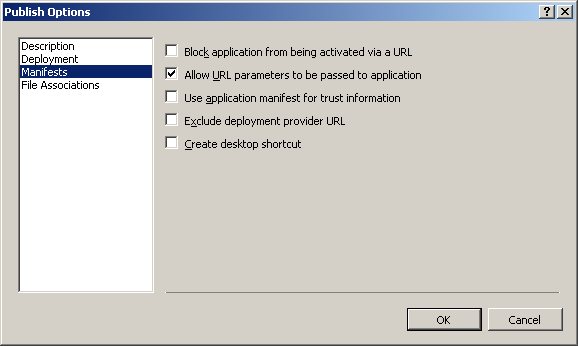 Publish Options
Description
Deployment
Manifests
File Associations
Block application from being activated via a URL
Allow URL parameters to be passed to application
Use application manifest for trust information
Exclude deployment provider URL
Create desktop shortcut
OK
Cancel